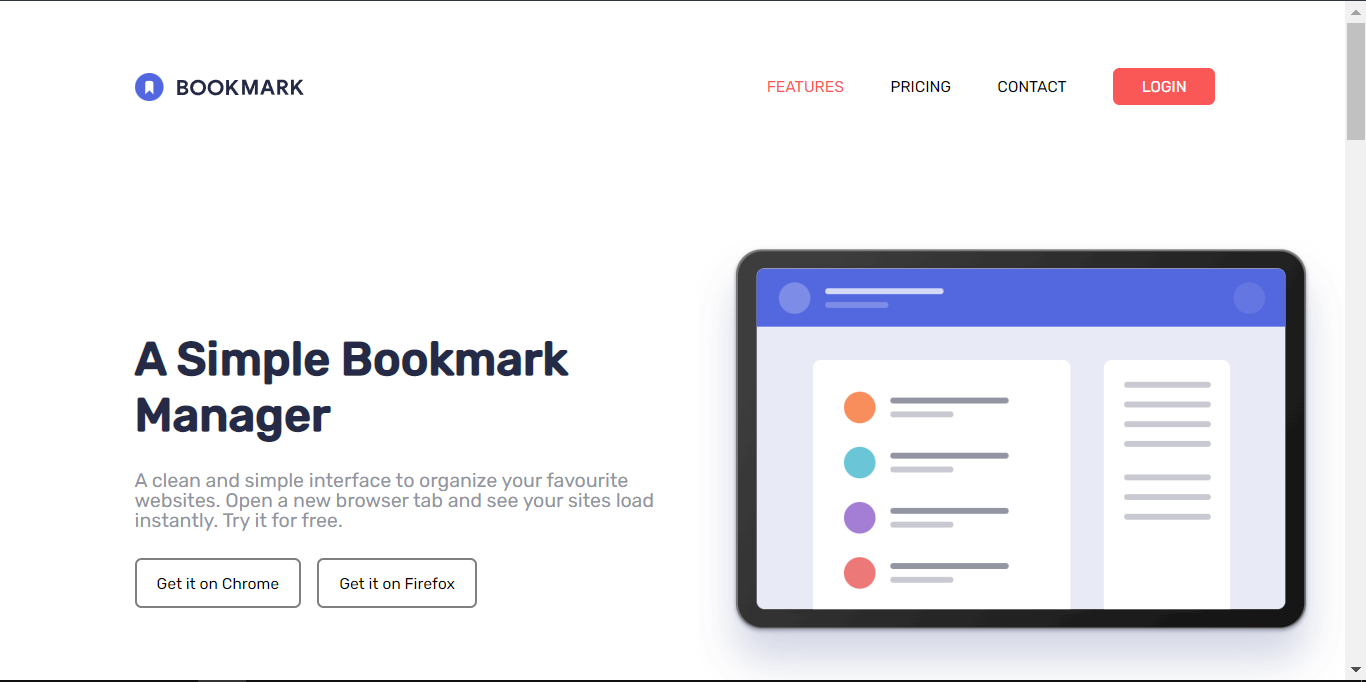 BOOKMARK
FEATURES PRICING CONTACT LOGIN
A Simple Bookmark
Manager
A clean and simple interface to organize your favourite
websites. Open a new browser tab and see your sites load
instantly. Try it for free.
Get it on Chrome Get it on Firefox